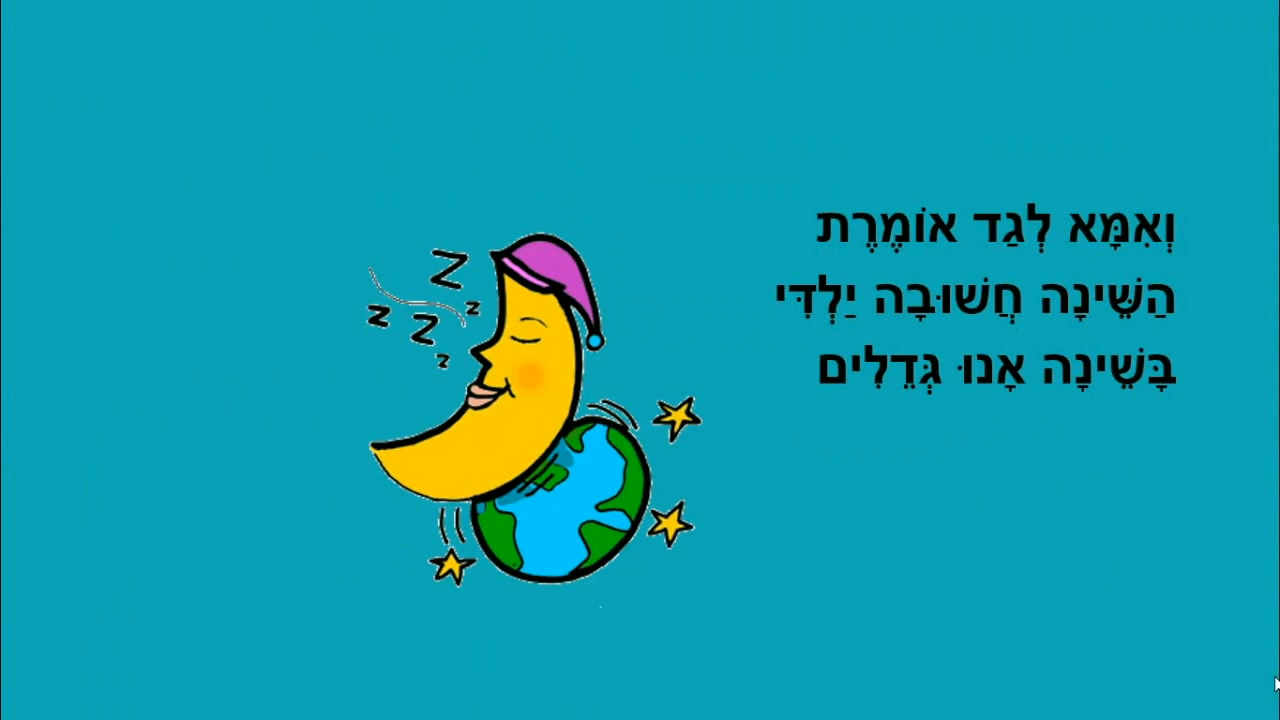 וְאִמָּא לְגַד אוֹמֶרֶת
הַשֵּׁינָה חֲשׁוּבָה יַלְדִּי
בָּשֵׁינָה אָנוּ גְּדֵלִים
Z
z
z
Z
z